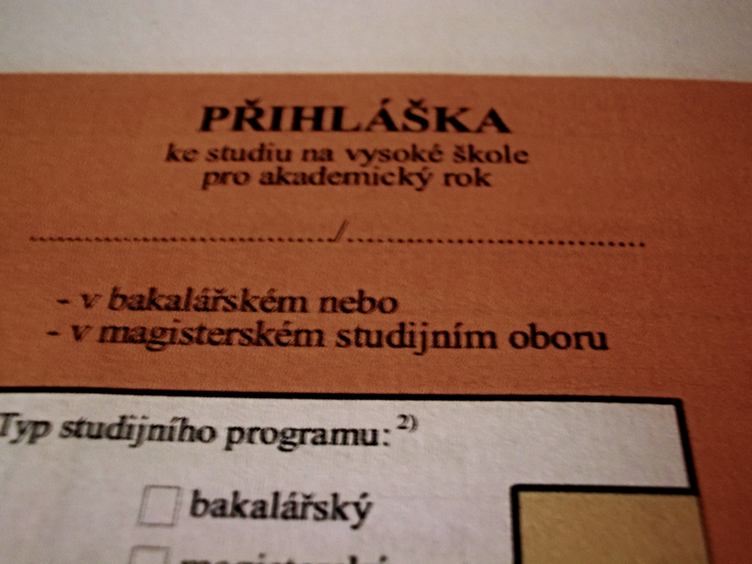 PŘIHLÁŠKA
ke studiu na vysoké škole
pro akademický rok
............................................/............................................
- v bakalářském nebo
- v magisterském studijním oboru
Typ studijního programu: 2)
bakalářský